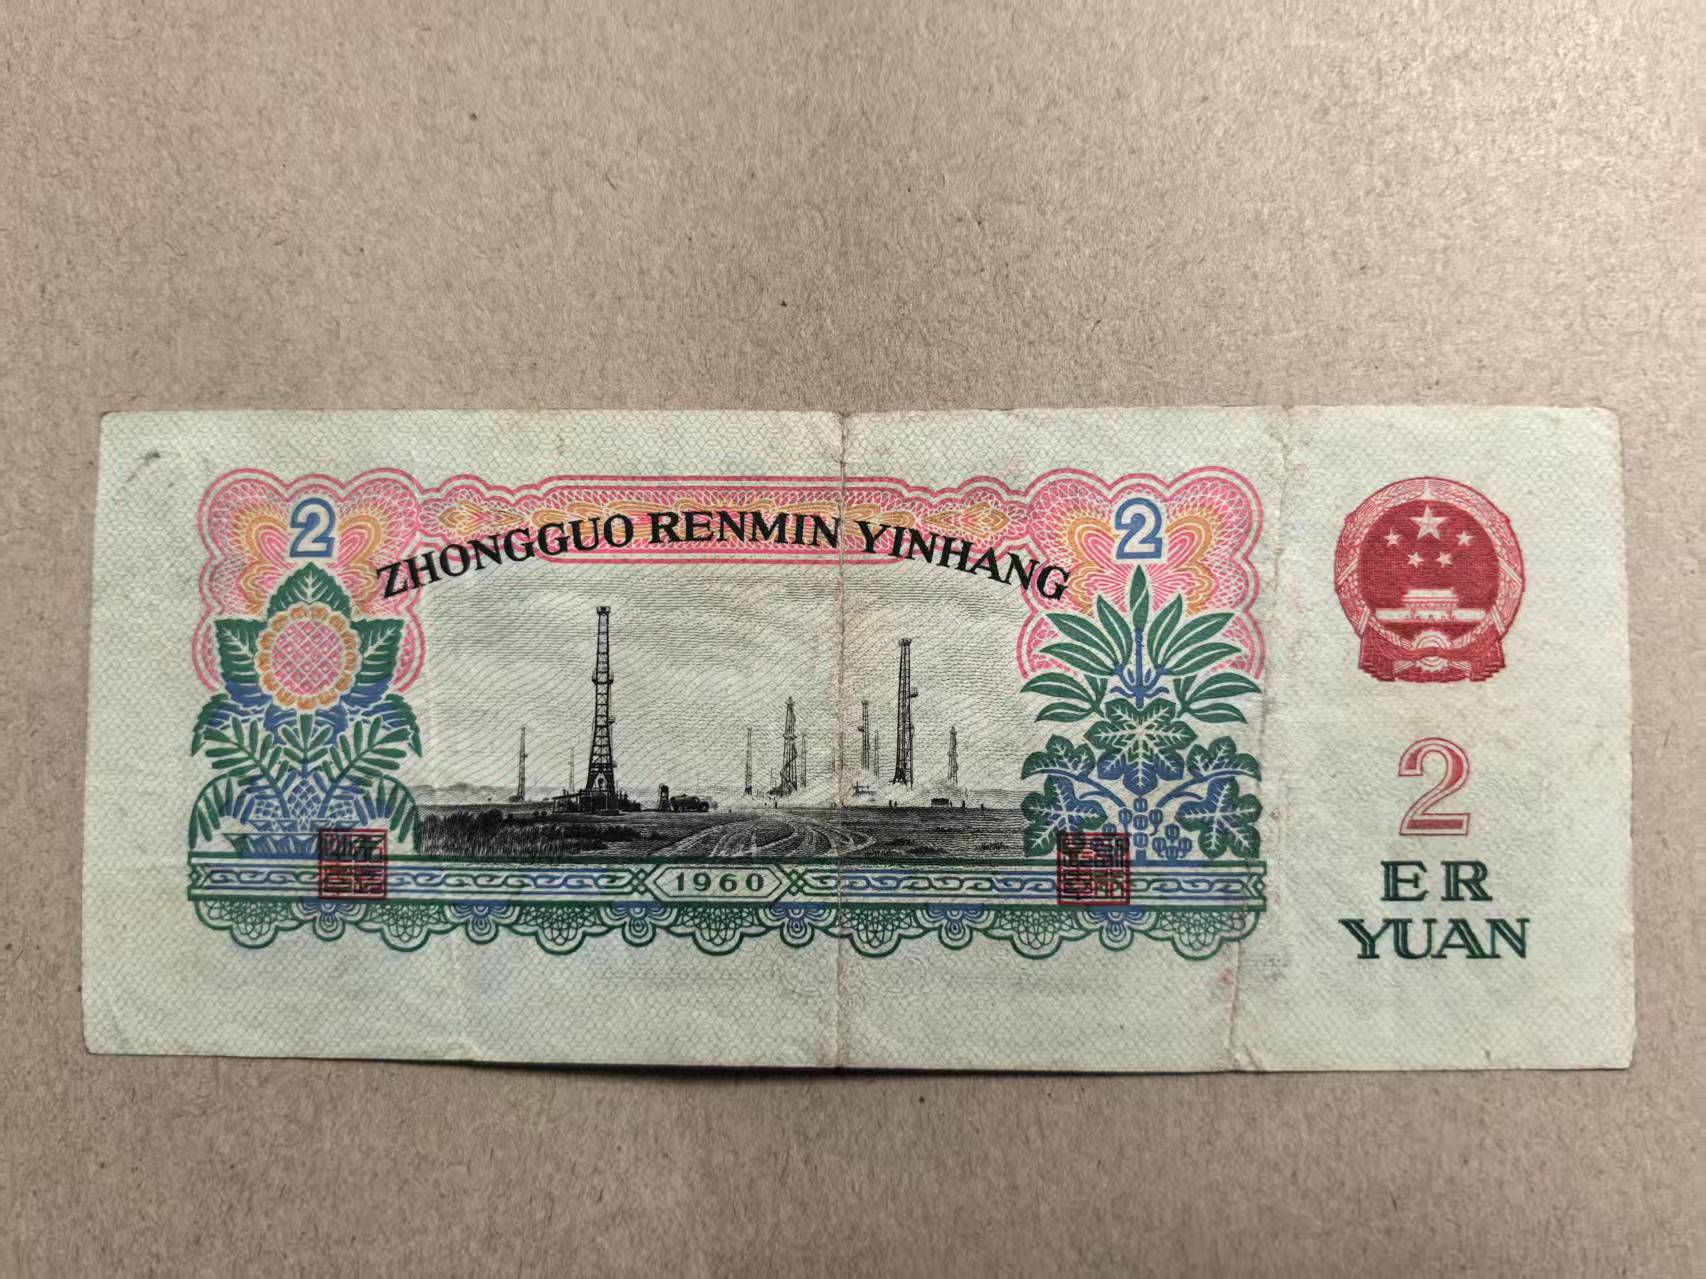 2
2
ZHONGGUO RENMIN YINHANG
1960
2
ER
YUAN